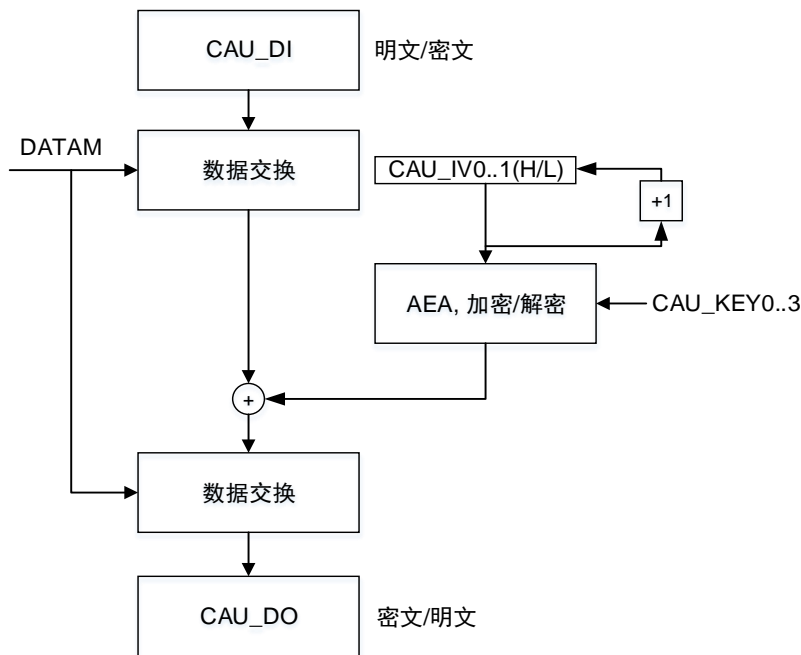 CAU_DI
明文/密文
DATAM
数据交换
CAU_IV0..1(H/L)
+1
AEA, 加密/解密
CAU_KEY0..3
+
数据交换
CAU_DO
密文/明文